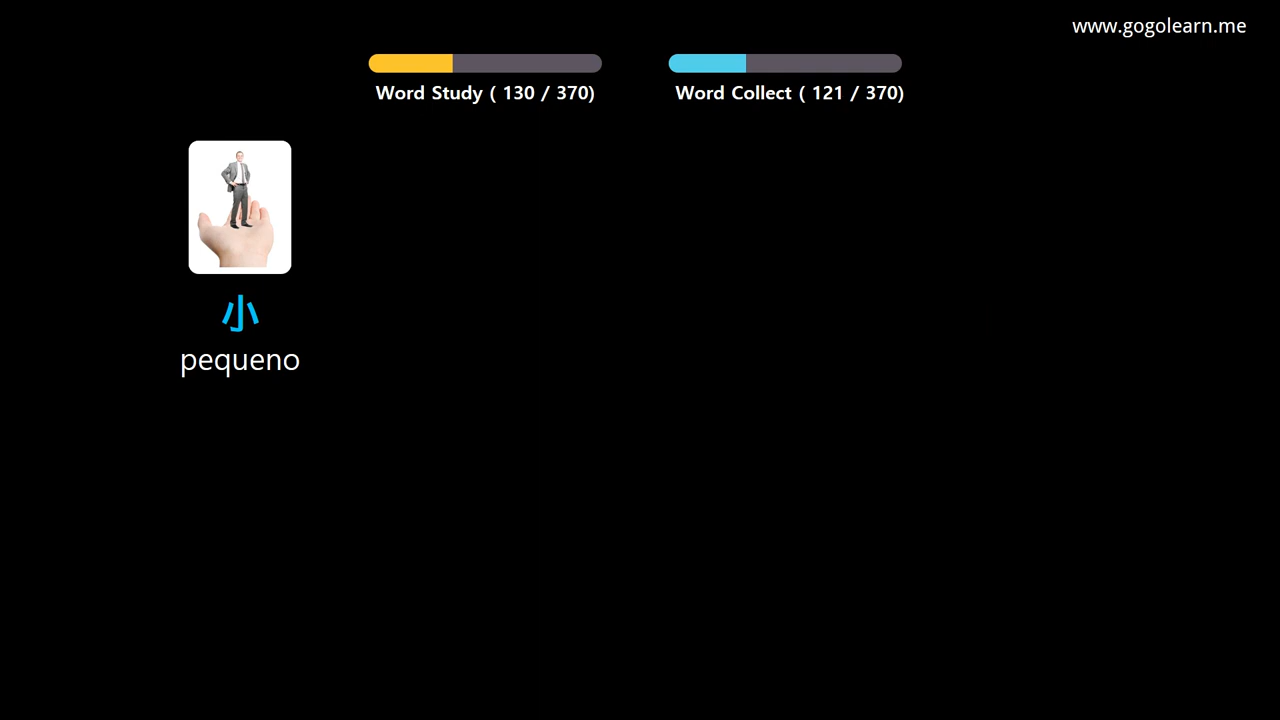 www.gogolearn.me
Word Study ( 130 / 370)
Word Collect ( 121 / 370)
小
pequeno